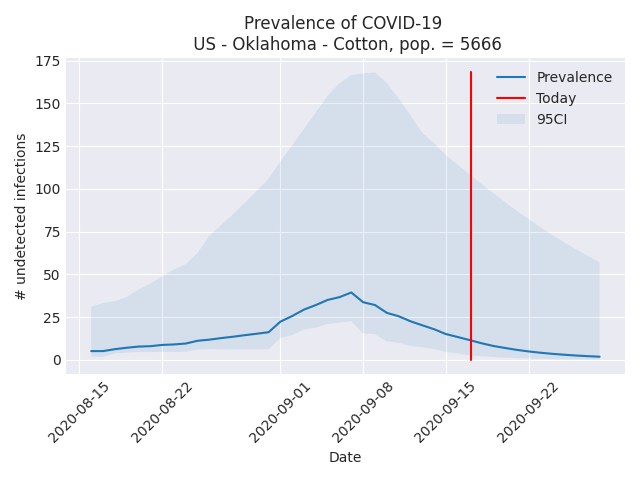 Prevalence of COVID-19
US - Oklahoma - Cotton, pop. = 5666
# undetected infections
175
150
125
100
75
50
25
0
Prevalence
Today
95CI
2020-08-15
2020-08-22
2020-09-01
2020-09-08
2020-09-15
2020-09-22
Date